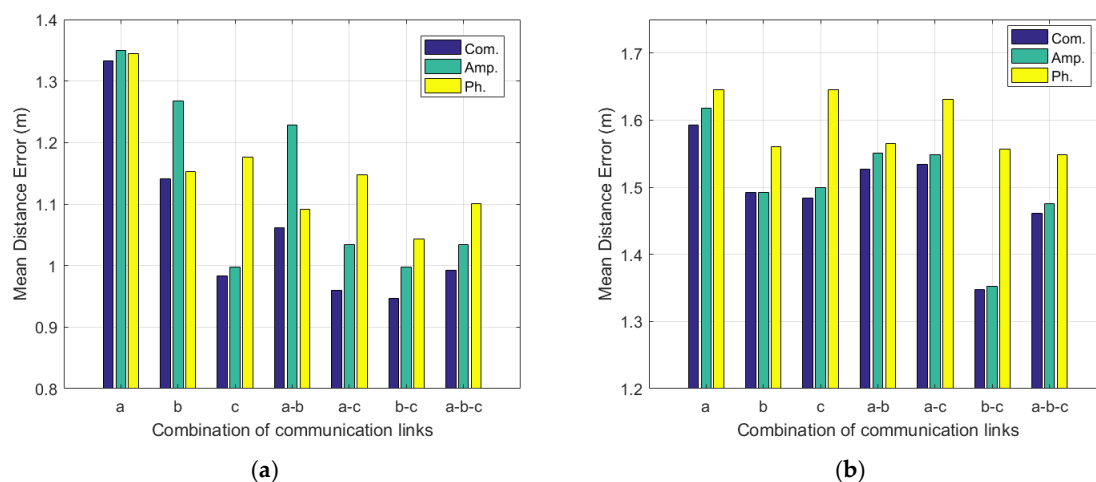 1.4
1.3
1.2
1.1
1
0.9
0.8
Mean Distance Error (m)
Com.
Amp.
Ph.
a b c a-b a-c b-c a-b-c
Combination of communication links
(a)
1.7
1.6
1.5
1.4
1.3
1.2
Mean Distance Error (m)
Com.
Amp.
Ph.
a b c a-b a-c b-c a-b-c
Combination of communication links
(b)